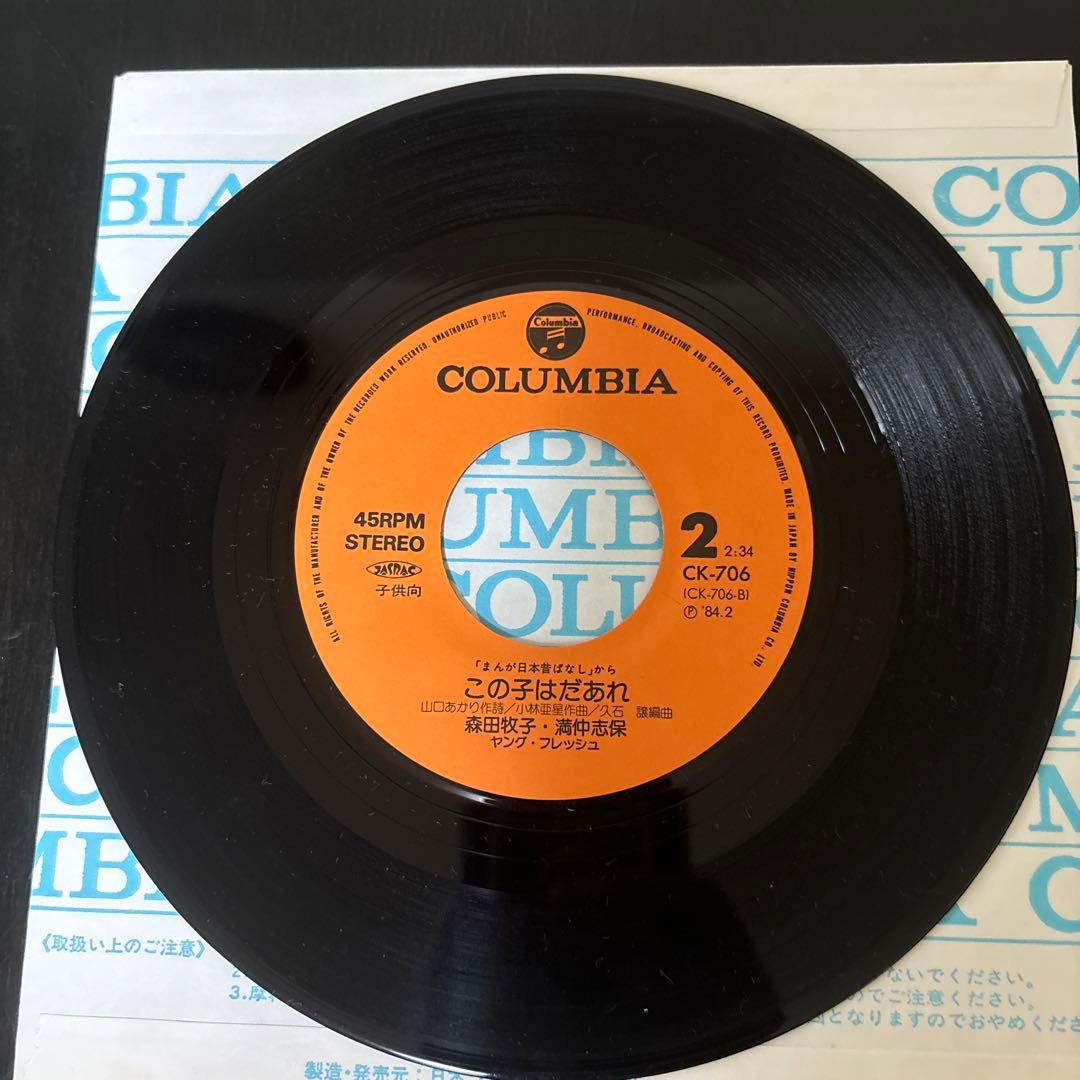 BIA
CO
LU
Columbia
ALL RIGHTS OF THE MANUFACTURER AND OF THE OWNER OF THE RECORDED WORK RESERVED. UNAUTHORIZED PUBLIC PERFORMANCE, BROADCASTING AND COPYING OF THIS RECORD PROHIBITED. MADE IN JAPAN BY NIPPON COLUMBIA CO., LTD.
COLUMBIA
UMB
COLU
45RPM
STEREO
JASRAC
子供向
2 2:34
CK-706
(CK-706-B)
Ⓟ '84.2
「まんが日本昔ばなし」から
この子はだあれ
山口あかり作詩/小林亜星作曲/久石 譲編曲
森田牧子・満仲志保
ヤング・フレッシュ
MB
《取扱い上のご注意》
ないでください。
のでご注意ください。
となりますのでおやめくださ
製造・発売元:日本